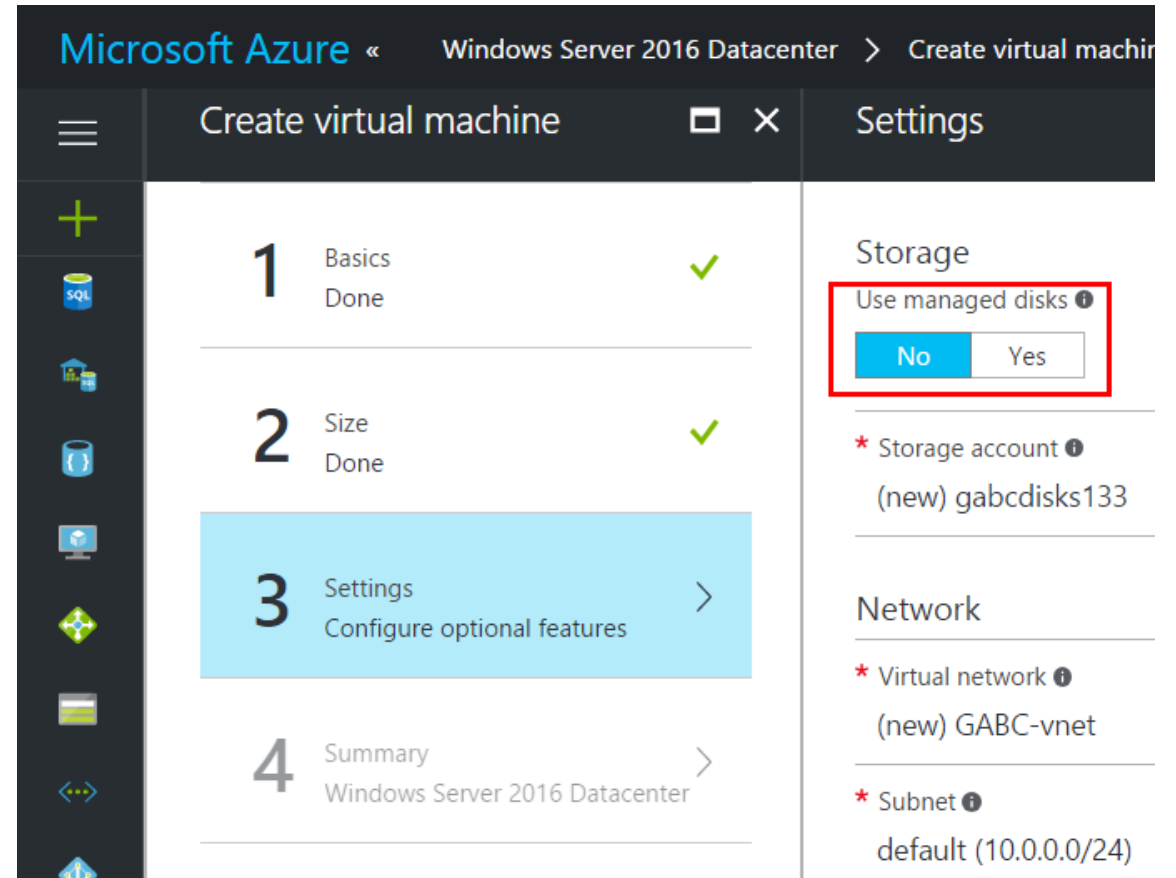 Microsoft Azure « Windows Server 2016 Datacenter > Create virtual machin
Create virtual machine
Settings
1 Basics
Done
2 Size
Done
3 Settings
Configure optional features
4 Summary
Windows Server 2016 Datacenter
SQL
SQL
Storage
Use managed disks
No Yes
* Storage account
(new) gabcdisks133
Network
* Virtual network
(new) GABC-vnet
* Subnet
default (10.0.0.0/24)